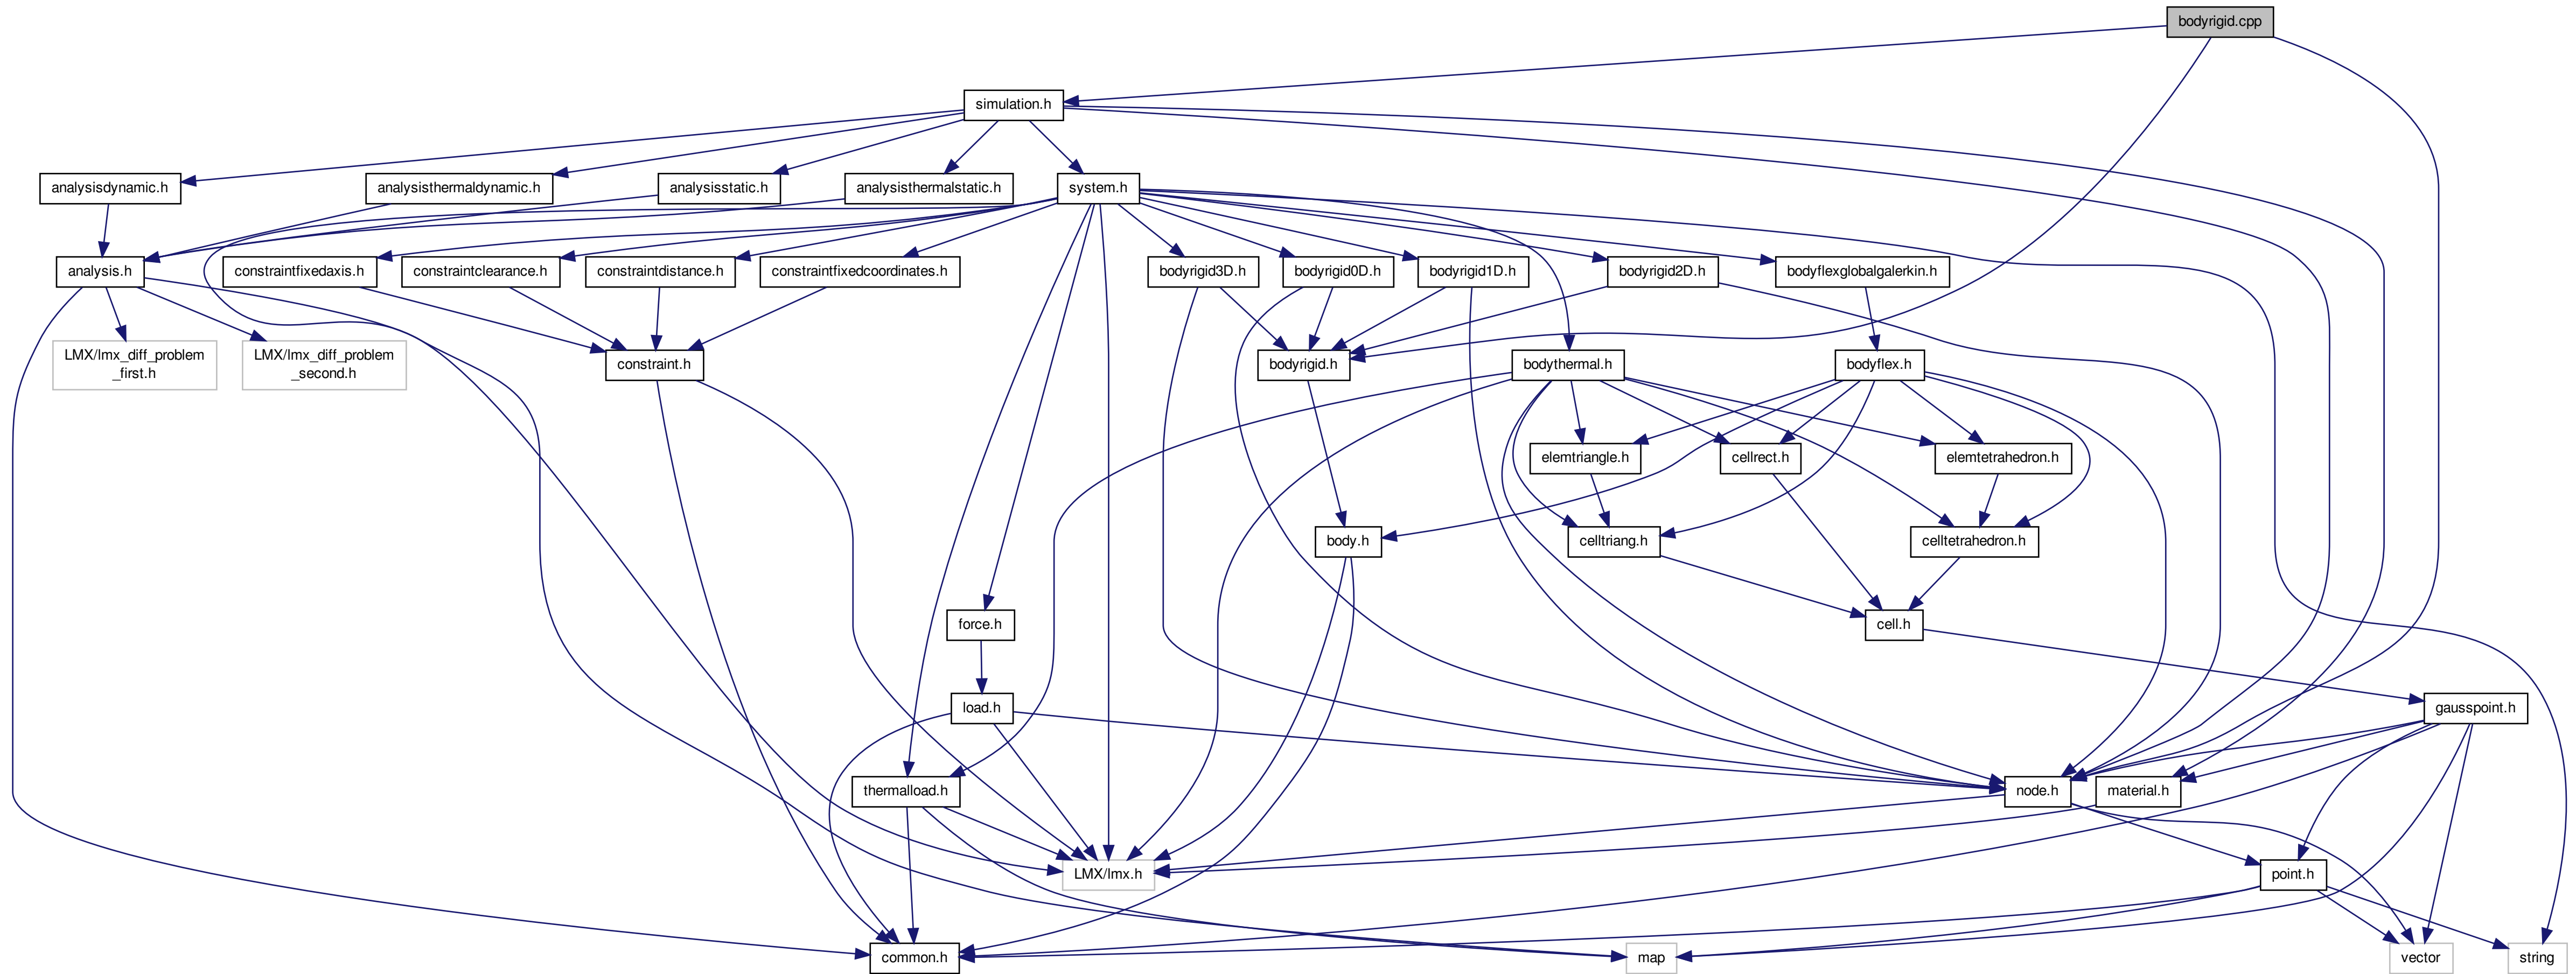 bodyrigid.cpp
simulation.h
analysisdynamic.h
analysisthermaldynamic.h
analysisstatic.h
analysisthermalstatic.h
system.h
analysis.h
constraintfixedaxis.h
constraintclearance.h
constraintdistance.h
constraintfixedcoordinates.h
bodyrigid3D.h
bodyrigid0D.h
bodyrigid1D.h
bodyrigid2D.h
bodyflexglobalgalerkin.h
LMX/lmx_diff_problem
_first.h
LMX/lmx_diff_problem
_second.h
constraint.h
bodyrigid.h
bodythermal.h
bodyflex.h
elemtriangle.h
cellrect.h
elemtetrahedron.h
body.h
celltriang.h
celltetrahedron.h
force.h
cell.h
load.h
gausspoint.h
thermalload.h
node.h
material.h
LMX/lmx.h
point.h
common.h
map
vector
string